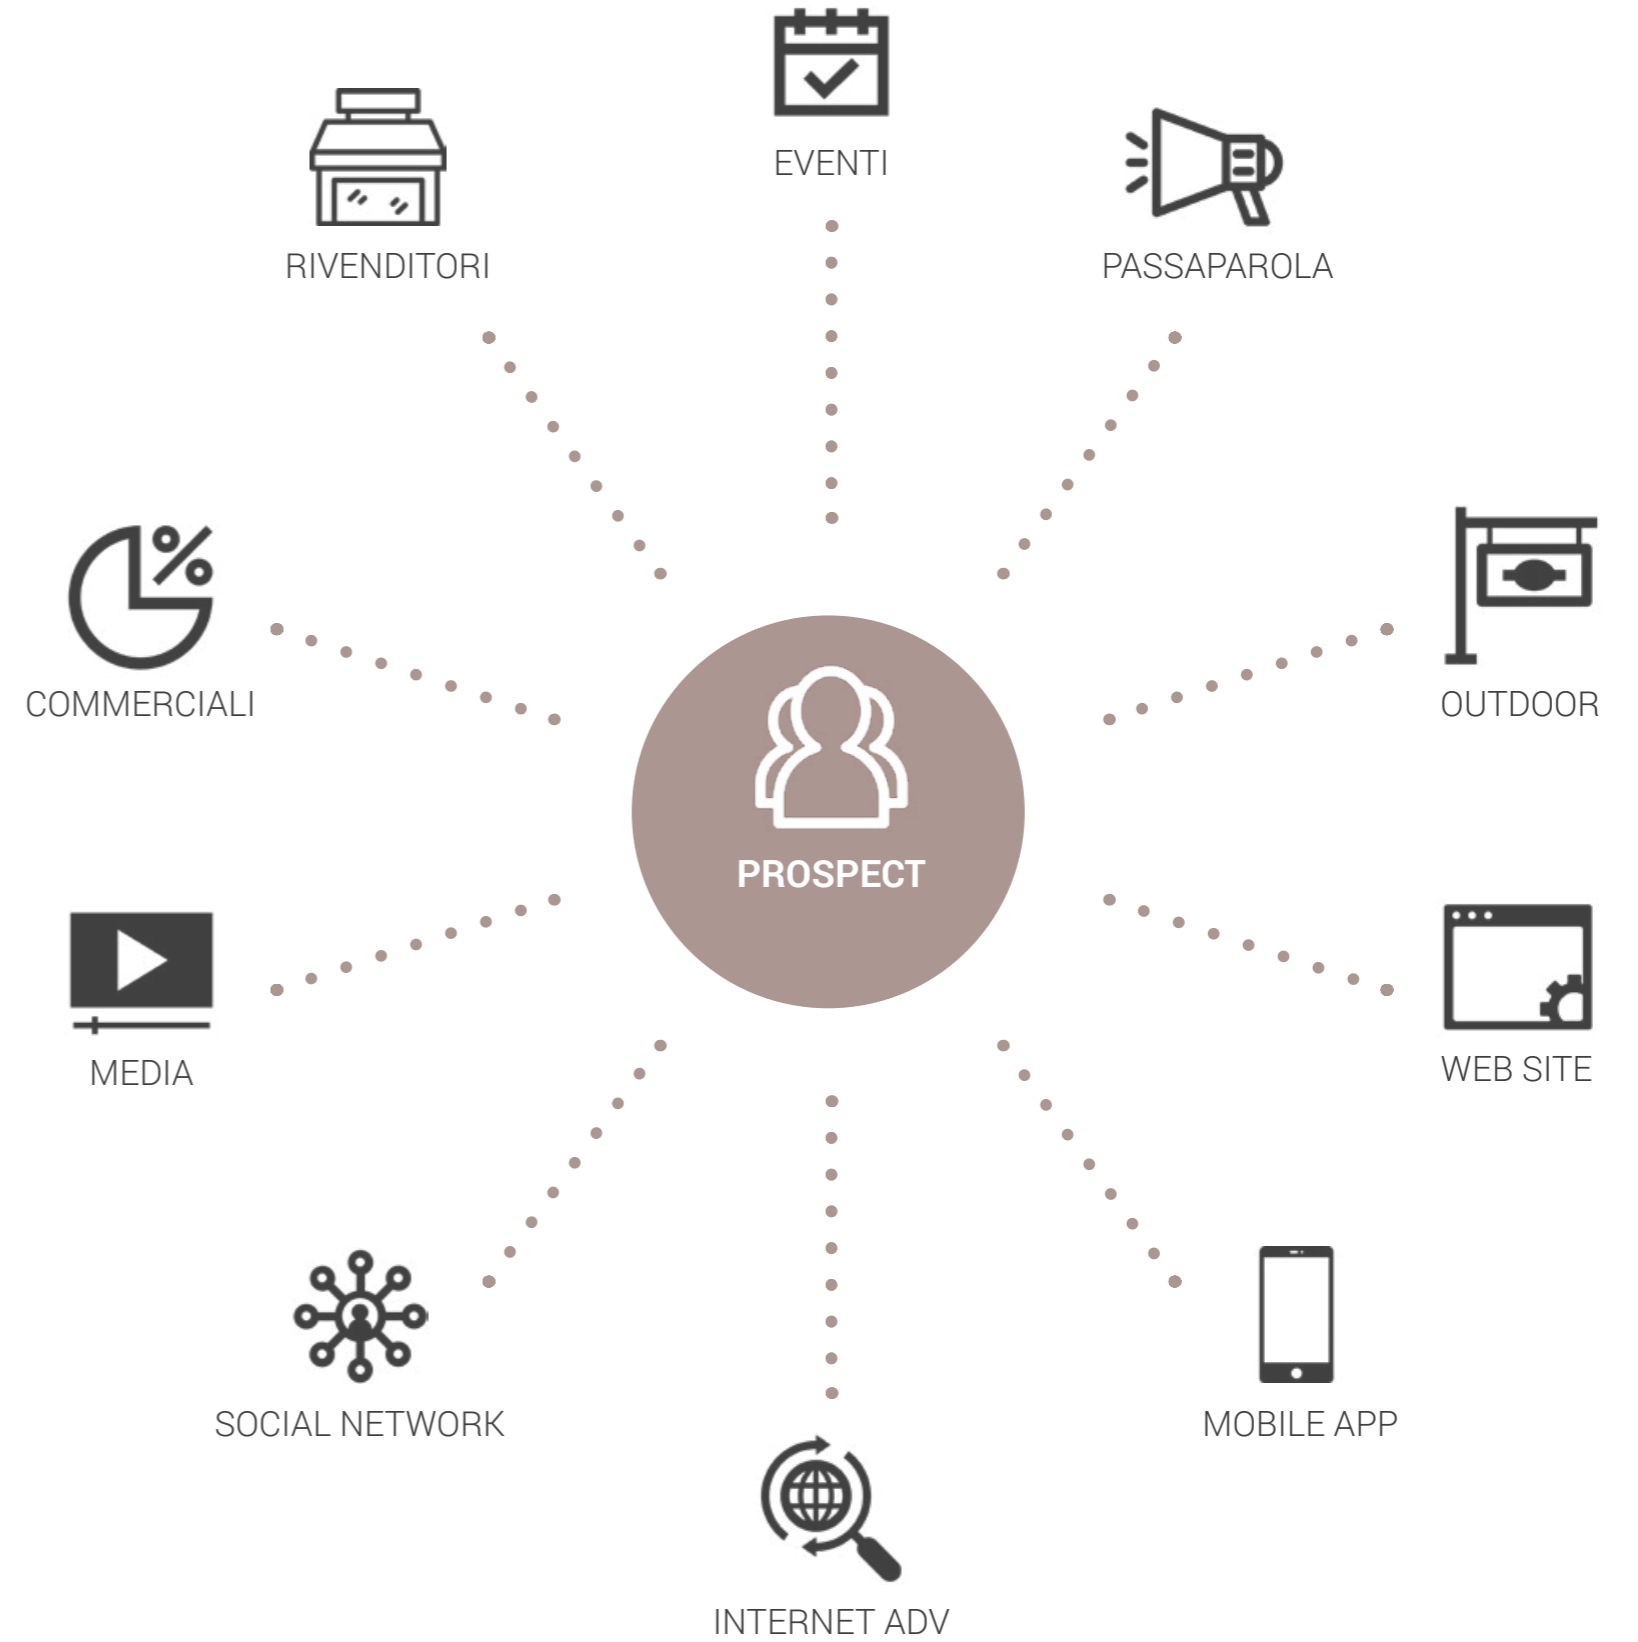 EVENTI
RIVENDITORI
PASSAPAROLA
COMMERCIALI
OUTDOOR
PROSPECT
MEDIA
WEB SITE
SOCIAL NETWORK
MOBILE APP
INTERNET ADV